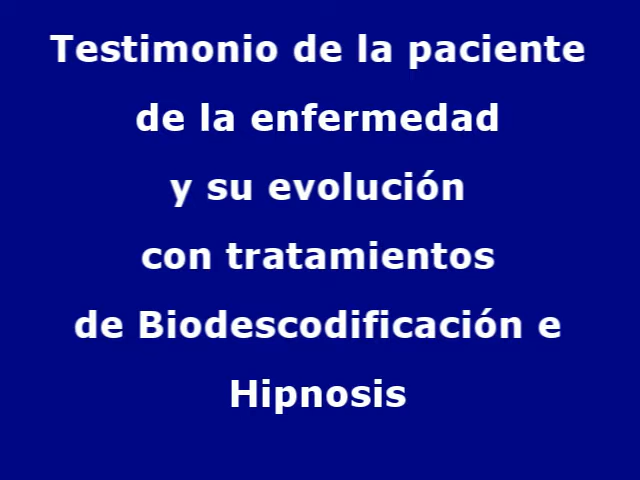 Testimonio de la paciente
de la enfermedad
y su evolución
con tratamientos
de Biodescodificación e
Hipnosis